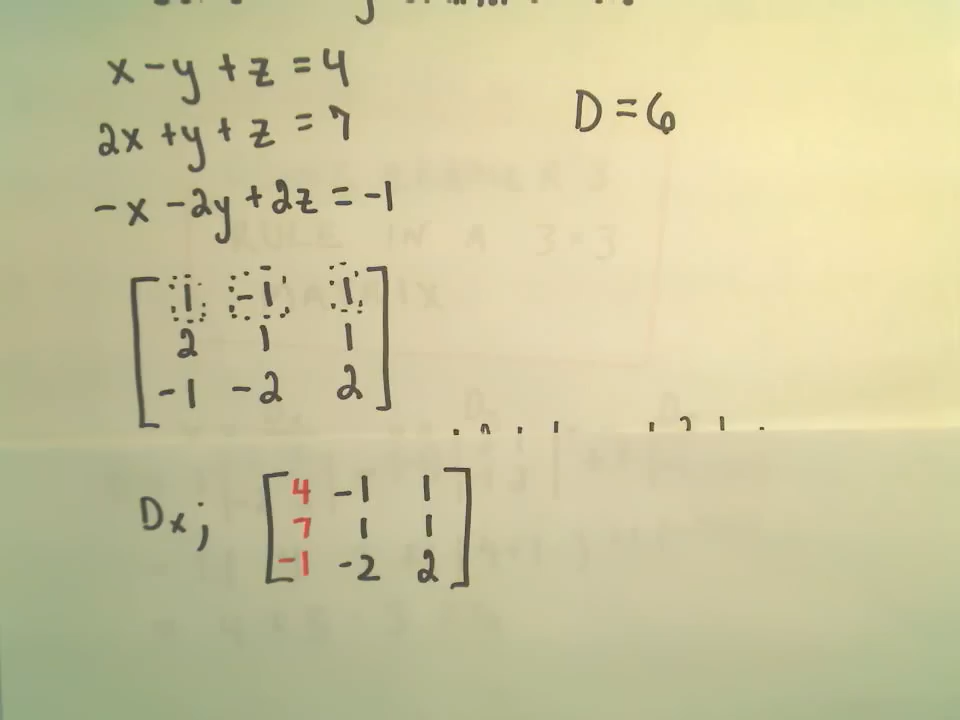 x - y + z = 4
2x + y + z = 7
-x - 2y + 2z = -1
D = 6
1 -1 1
2 1 1
-1 -2 2
Dx;
4 -1 1
7 1 1
-1 -2 2